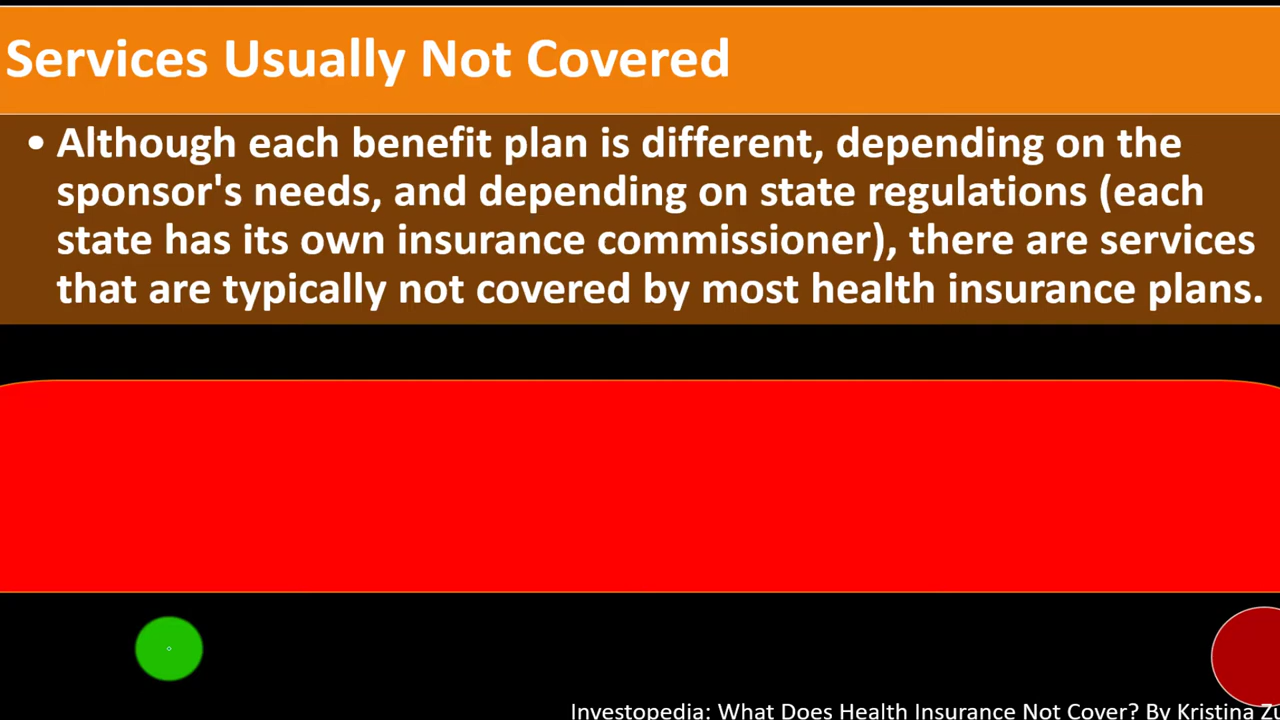 Services Usually Not Covered
• Although each benefit plan is different, depending on the
sponsor's needs, and depending on state regulations (each
state has its own insurance commissioner), there are services
that are typically not covered by most health insurance plans.
Investopedia: What Does Health Insurance Not Cover? By Kristina